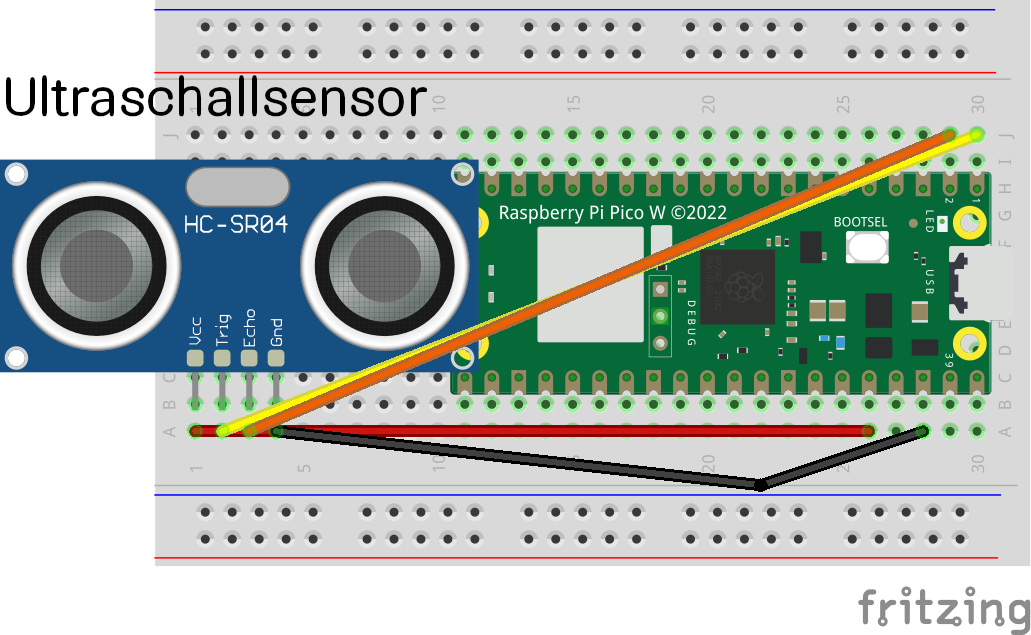 Ultraschallsensor
10
15
20
25
30
J
J
I
H
G
F
HC-SR04
Raspberry Pi Pico W ©2022
BOOTSEL
LED
2
1
USB
DEBUG
39
Vcc
Trig
Echo
Gnd
E
D
C
C
B
B
A
A
1
5
10
20
30
fritzing